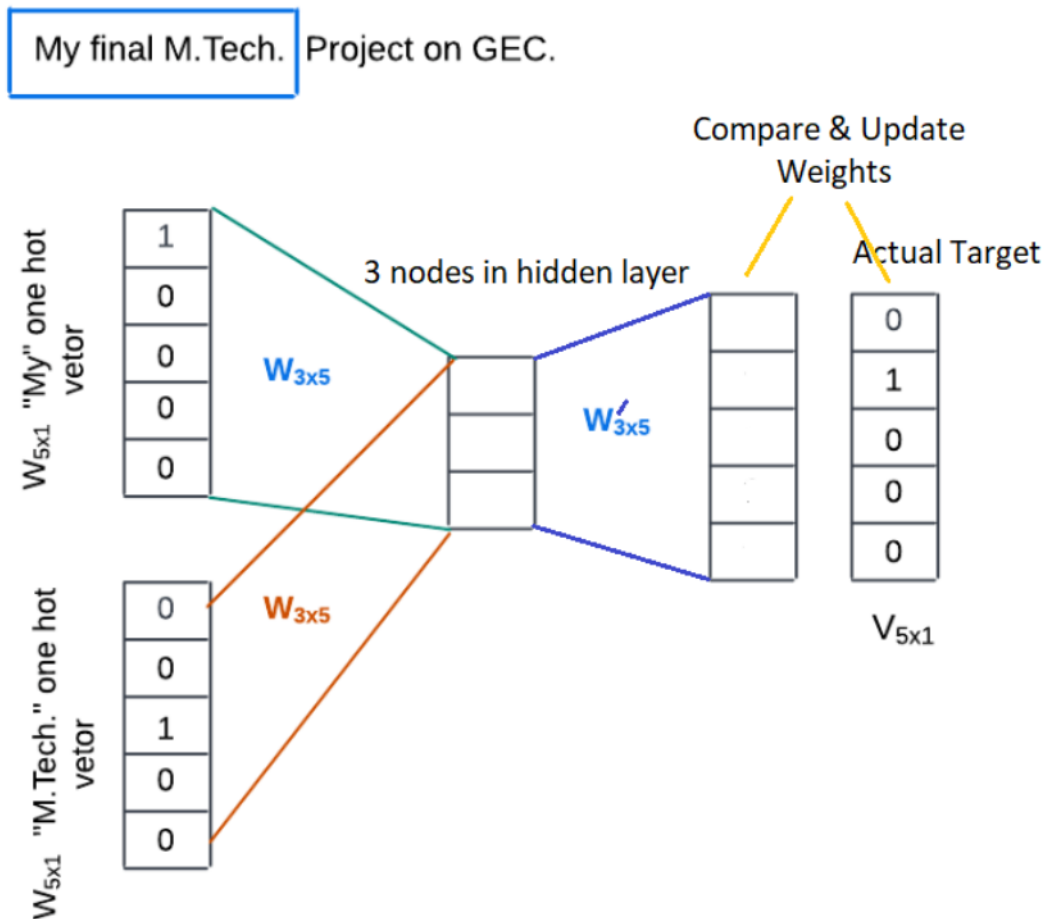 My final M.Tech. Project on GEC.
Compare & Update
Weights
W5x1 "My" one hot
vetor
1
0
0
0
0
W3x5
3 nodes in hidden layer
W'3x5
Actual Target
0
1
0
0
0
V5x1
W5x1 "M.Tech." one hot
vetor
0
0
1
0
0
W3x5